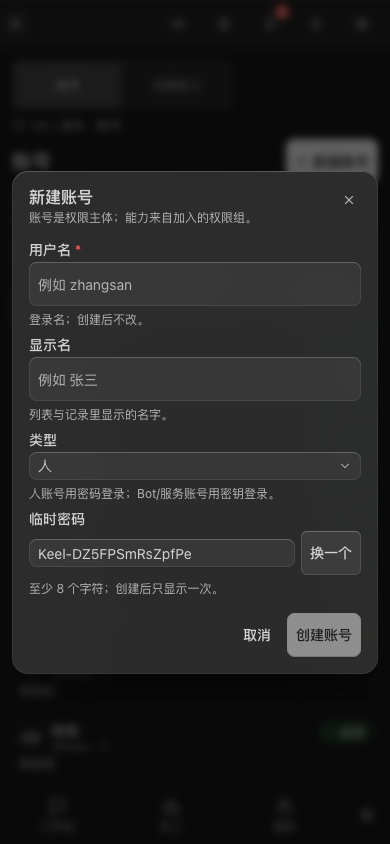 新建账号
账号是权限主体；能力来自加入的权限组。
用户名 *
例如 zhangsan
登录名；创建后不改。
显示名
例如 张三
列表与记录里显示的名字。
类型
人
人账号用密码登录；Bot/服务账号用密钥登录。
临时密码
Keel-DZ5FPSmRsZpfPe
换一个
至少 8 个字符；创建后只显示一次。
取消
创建账号